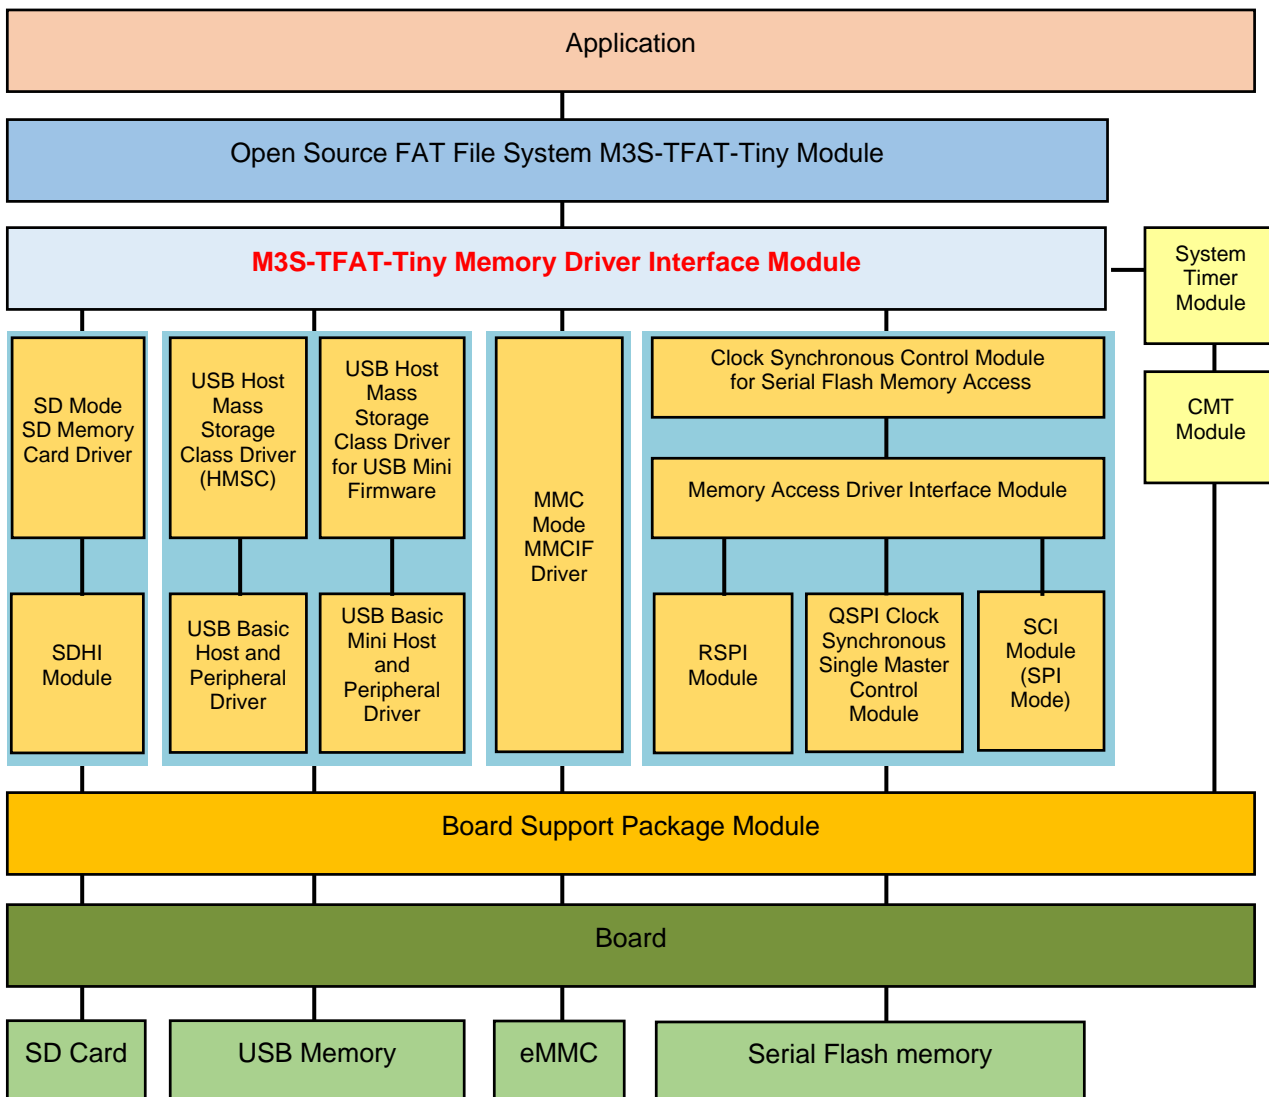 Application
Open Source FAT File System M3S-TFAT-Tiny Module
M3S-TFAT-Tiny Memory Driver Interface Module
System
Timer
Module
CMT
Module
SD Mode
SD Memory
Card Driver
USB Host
Mass
Storage
Class Driver
(HMSC)
USB Host
Mass
Storage
Class Driver
for USB Mini
Firmware
MMC
Mode
MMCIF
Driver
Clock Synchronous Control Module
for Serial Flash Memory Access
Memory Access Driver Interface Module
SDHI
Module
USB Basic
Host and
Peripheral
Driver
USB Basic
Mini Host
and
Peripheral
Driver
RSPI
Module
QSPI Clock
Synchronous
Single Master
Control
Module
SCI
Module
(SPI
Mode)
Board Support Package Module
Board
SD Card
USB Memory
eMMC
Serial Flash memory